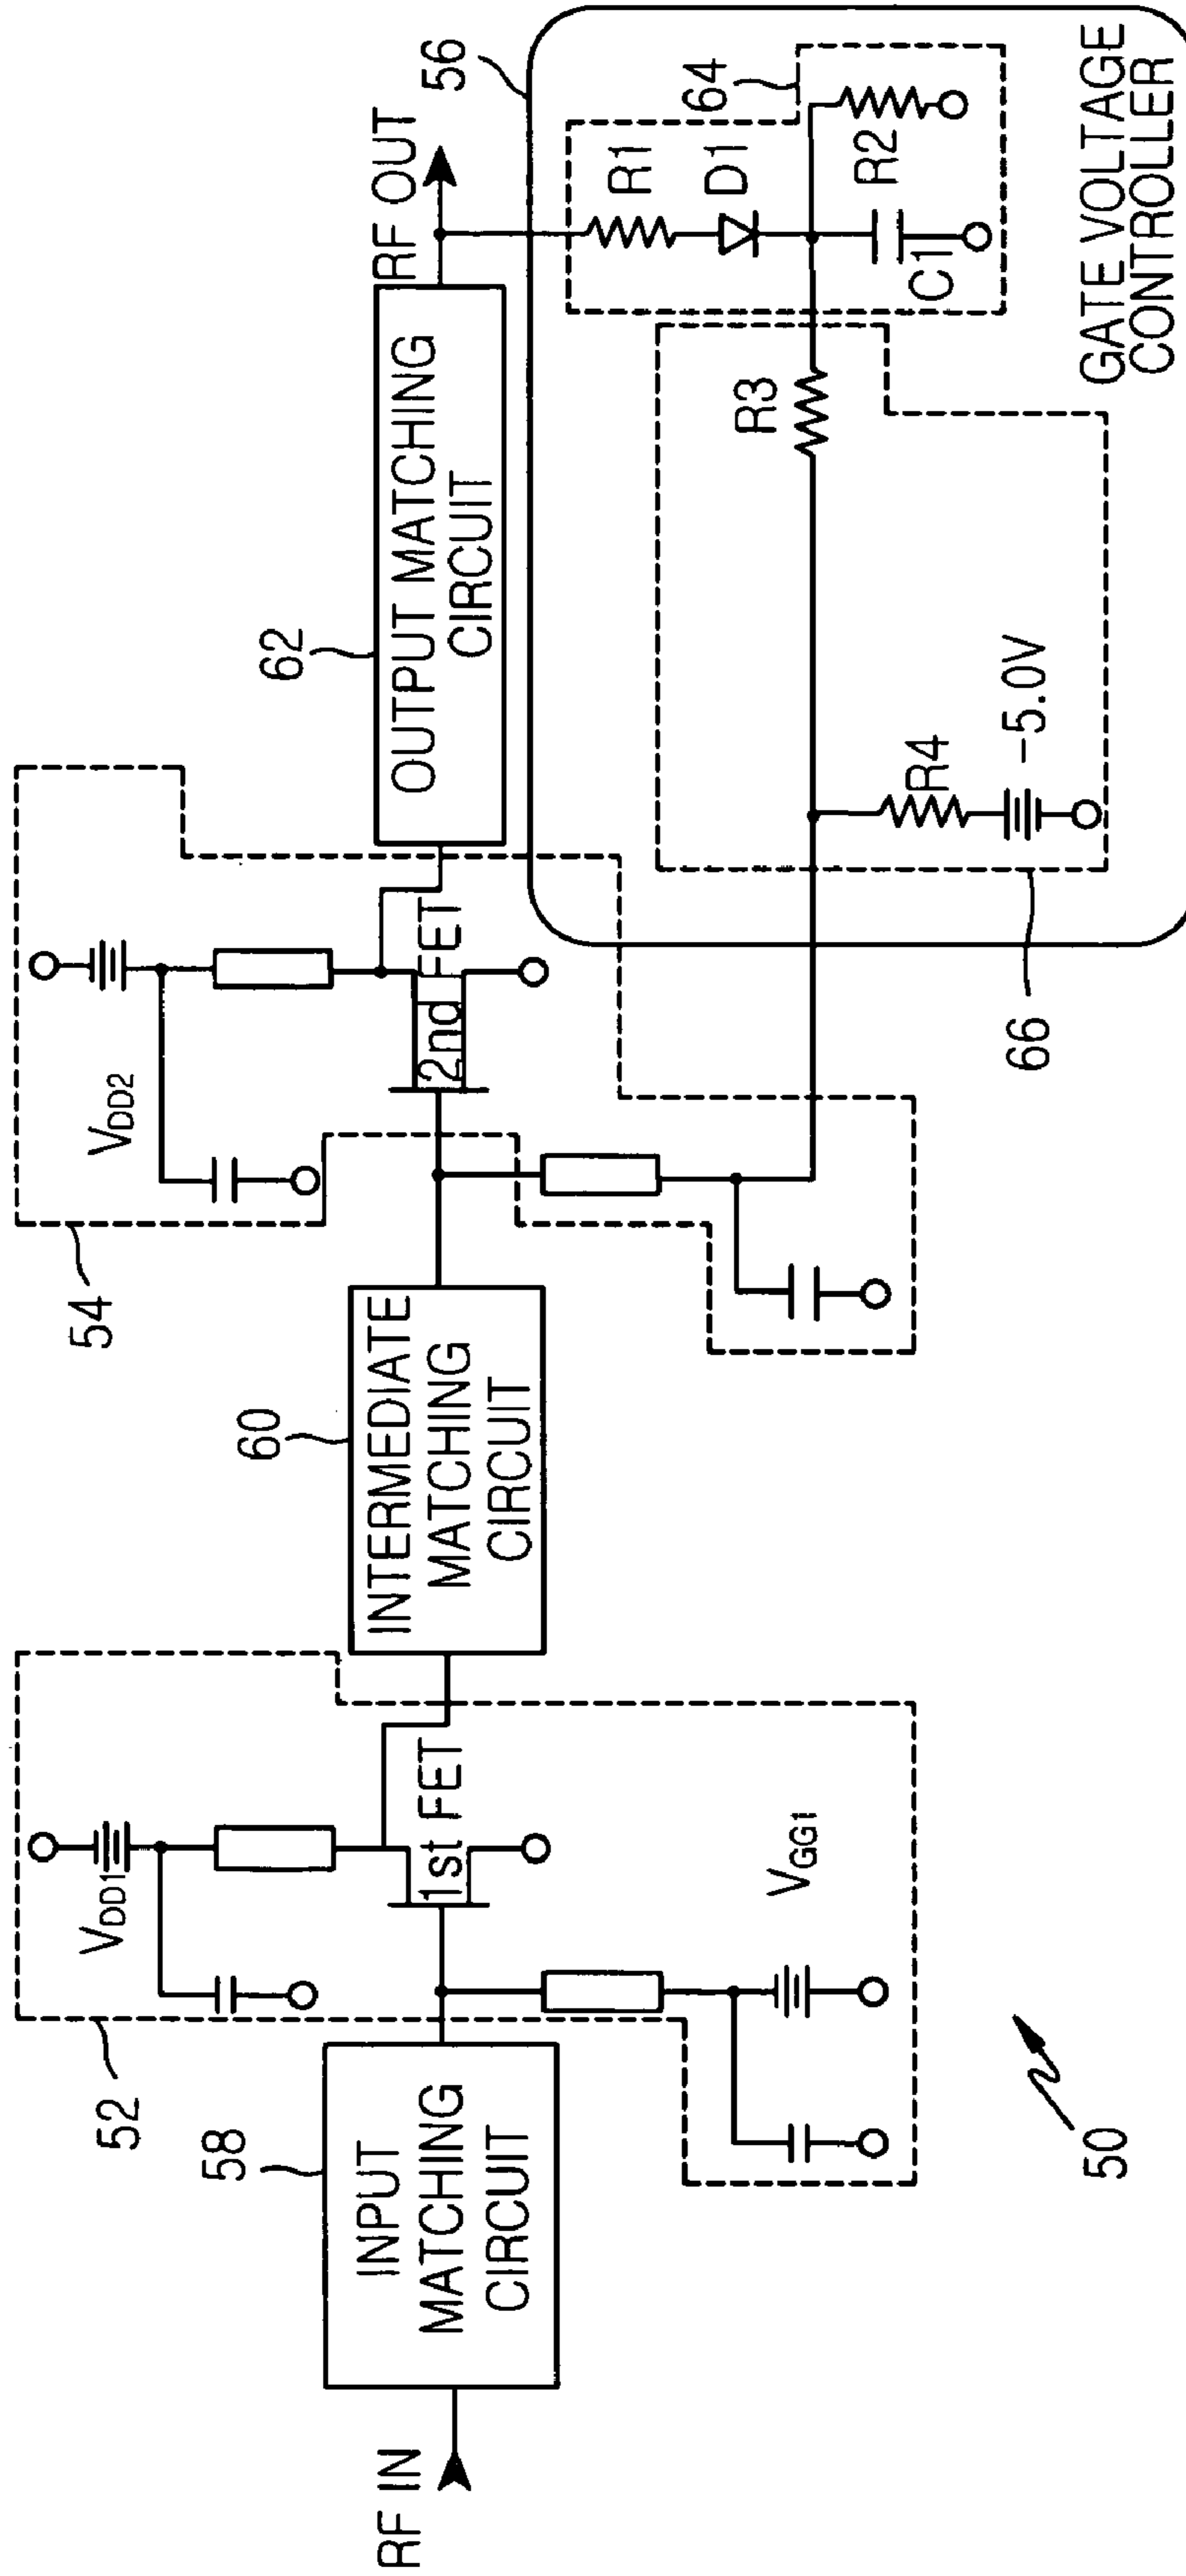 RF IN
INPUT
MATCHING
CIRCUIT
58
52
VDD1
1st FET
VGG1
50
INTERMEDIATE
MATCHING
CIRCUIT
60
54
VDD2
2nd FET
OUTPUT MATCHING
CIRCUIT
62
RF OUT
56
64
R1
D1
R2
C1
R3
R4
-5.0V
66
GATE VOLTAGE
CONTROLLER